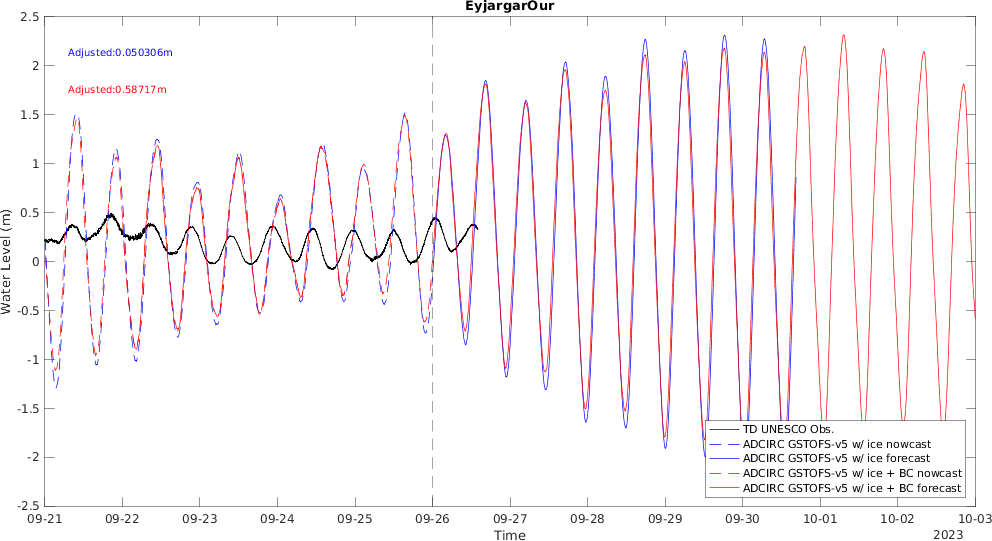 EyjargarOur
Adjusted:0.050306m
Adjusted:0.58717m
2.5
2
1.5
1
0.5
0
-0.5
-1
-1.5
-2
-2.5
Water Level (m)
TD UNESCO Obs.
ADCIRC GSTOFS-v5 w/ ice nowcast
ADCIRC GSTOFS-v5 w/ ice forecast
ADCIRC GSTOFS-v5 w/ ice + BC nowcast
ADCIRC GSTOFS-v5 w/ ice + BC forecast
09-21 09-22 09-23 09-24 09-25 09-26 09-27 09-28 09-29 09-30 10-01 10-02 10-03
Time
2023